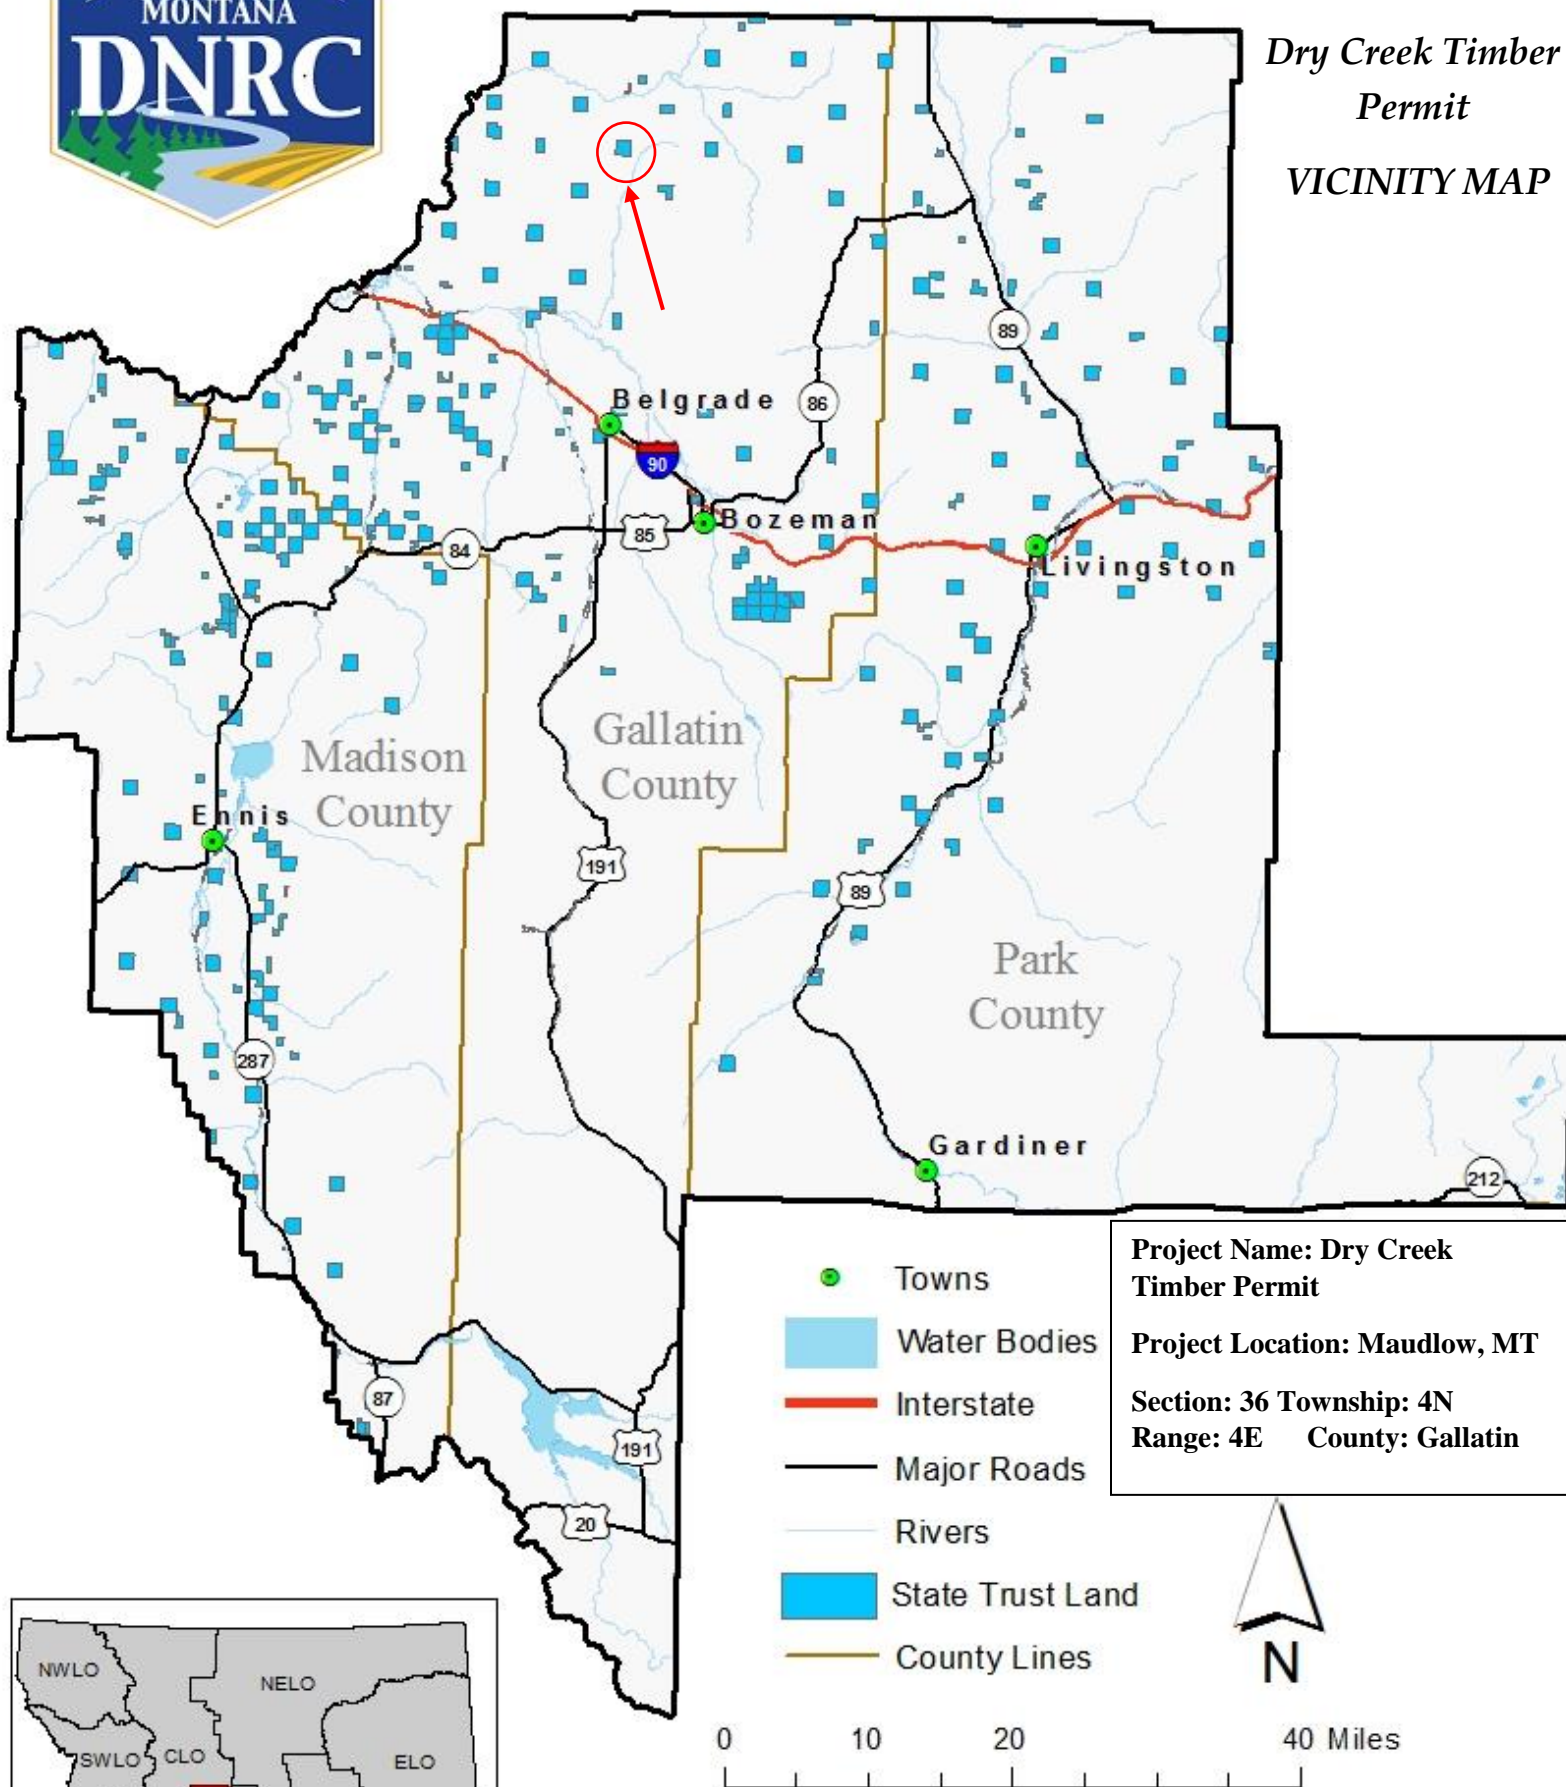 MONTANA
DNRC
Dry Creek Timber
Permit
VICINITY MAP
89
Belgrade
86
90
Bozeman
85
84
Livingston
Gallatin
County
Madison
County
Ennis
191
89
Park
County
287
Gardiner
212
Towns
Water Bodies
Interstate
Major Roads
Rivers
State Trust Land
County Lines
Project Name: Dry Creek
Timber Permit
Project Location: Maudlow, MT
Section: 36 Township: 4N
Range: 4E County: Gallatin
87
191
20
N
NWLO
NELO
SWLO
CLO
ELO
0 10 20 40 Miles